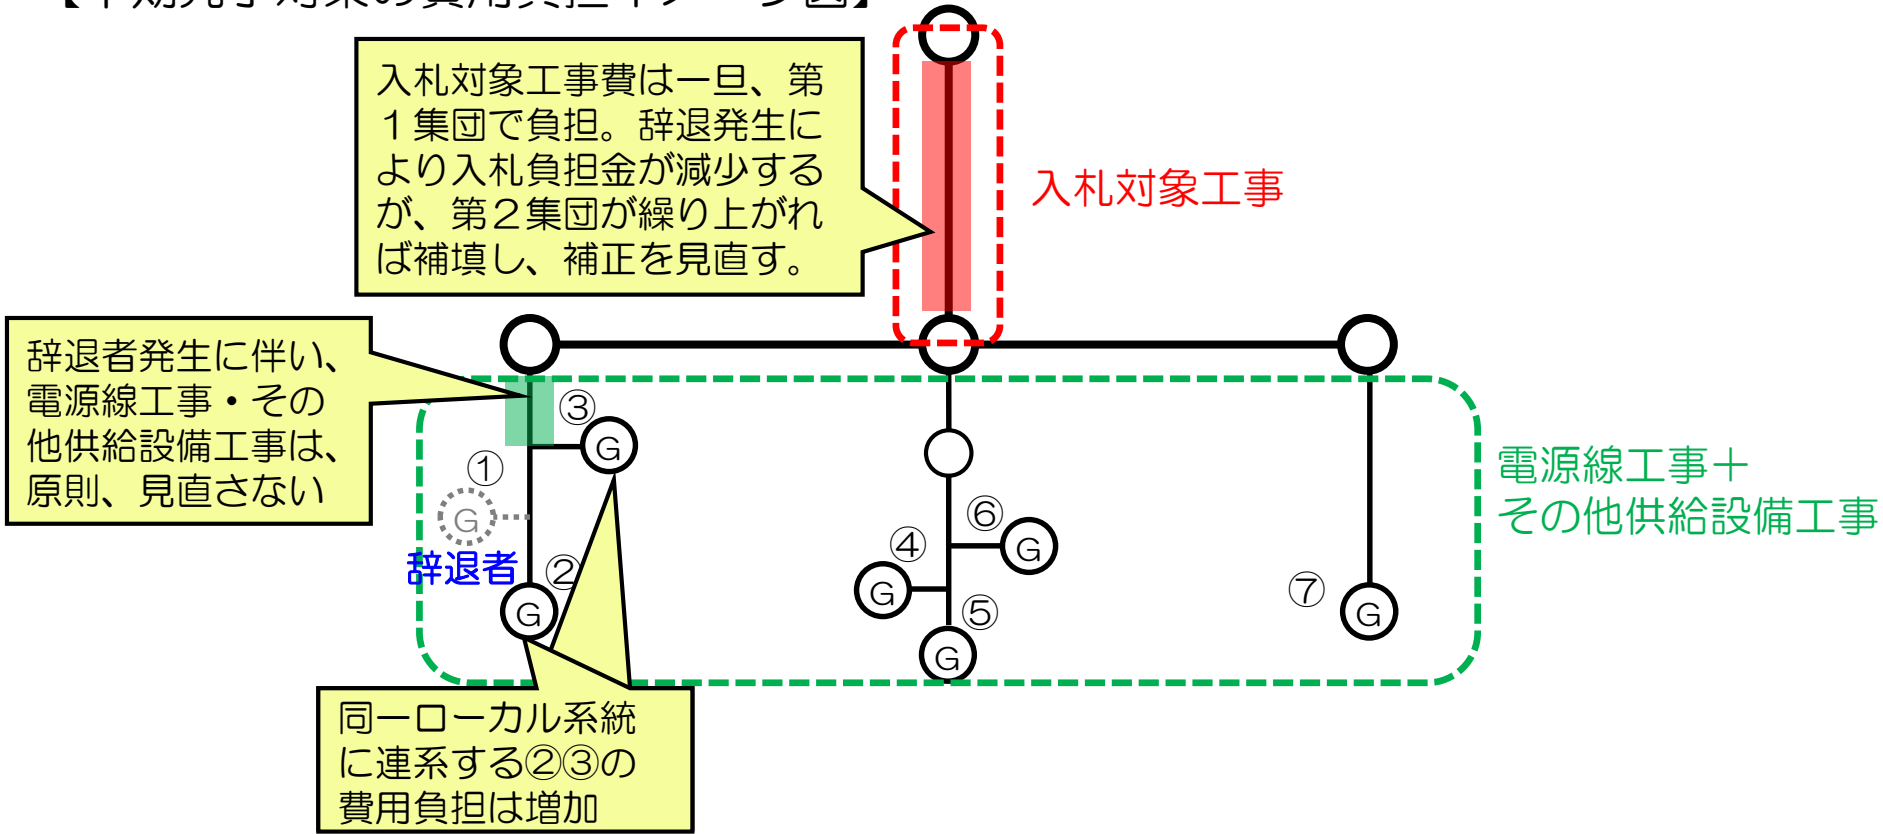 入札対象工事費は一旦、第
１集団で負担。辞退発生に
より入札負担金が減少する
が、第２集団が繰り上がれ
ば補填し、補正を見直す。
入札対象工事
辞退者発生に伴い、
電源線工事・その
他供給設備工事は、
原則、見直さない
③
G
①
G
辞退者
②
G
⑥
G
④
G
⑤
G
⑦
G
電源線工事＋
その他供給設備工事
同一ローカル系統
に連系する②③の
費用負担は増加